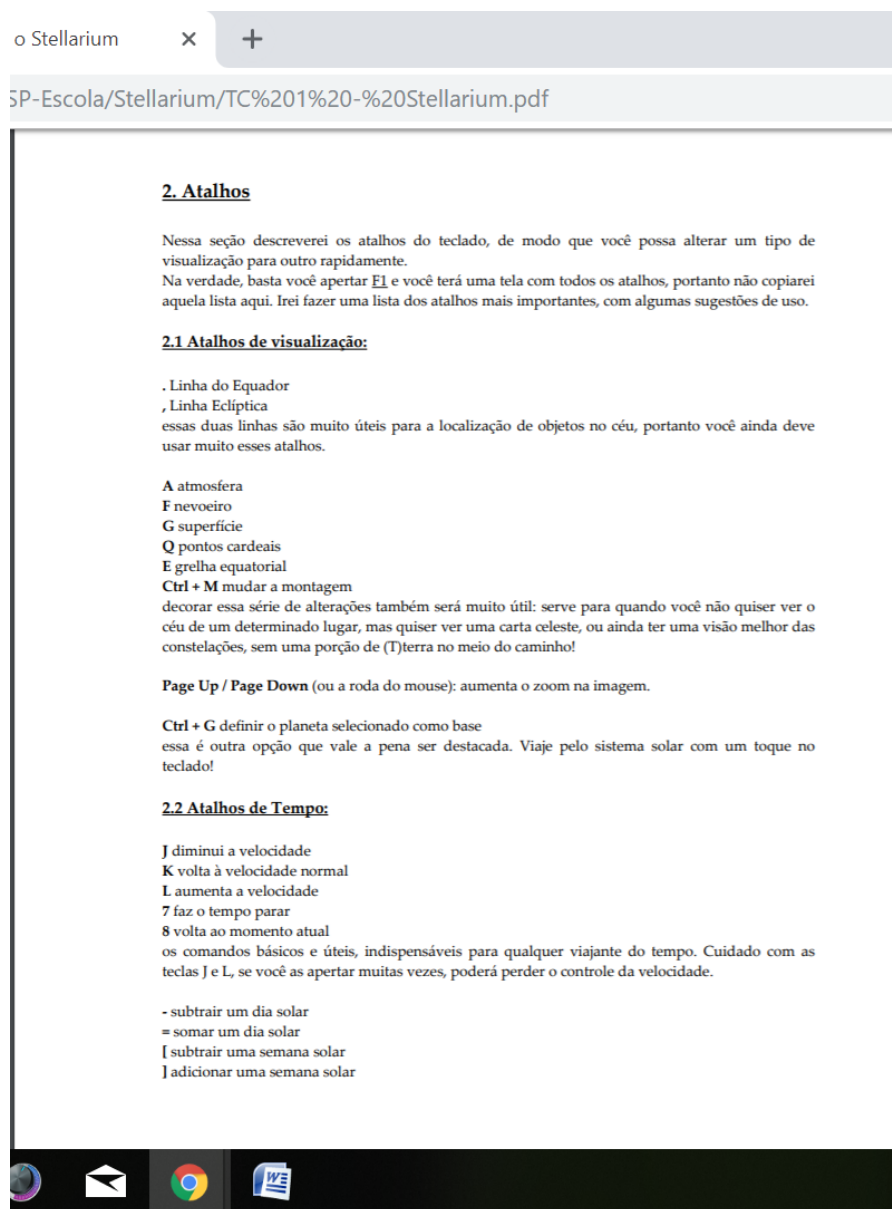 o Stellarium
SP-Escola/Stellarium/TC%201%20-%20Stellarium.pdf
2. Atalhos
Nessa seção descreverei os atalhos do teclado, de modo que você possa alterar um tipo de
visualização para outro rapidamente.
Na verdade, basta você apertar F1 e você terá uma tela com todos os atalhos, portanto não copiarei
aquela lista aqui. Irei fazer uma lista dos atalhos mais importantes, com algumas sugestões de uso.
2.1 Atalhos de visualização:
. Linha do Equador
, Linha Eclíptica
essas duas linhas são muito úteis para a localização de objetos no céu, portanto você ainda deve
usar muito esses atalhos.
A atmosfera
F nevoeiro
G superfície
Q pontos cardeais
E grelha equatorial
Ctrl + M mudar a montagem
decorar essa série de alterações também será muito útil: serve para quando você não quiser ver o
céu de um determinado lugar, mas quiser ver uma carta celeste, ou ainda ter uma visão melhor das
constelações, sem uma porção de (T)terra no meio do caminho!
Page Up / Page Down (ou a roda do mouse): aumenta o zoom na imagem.
Ctrl + G definir o planeta selecionado como base
essa é outra opção que vale a pena ser destacada. Viaje pelo sistema solar com um toque no
teclado!
2.2 Atalhos de Tempo:
J diminui a velocidade
K volta à velocidade normal
L aumenta a velocidade
7 faz o tempo parar
8 volta ao momento atual
os comandos básicos e úteis, indispensáveis para qualquer viajante do tempo. Cuidado com as
teclas J e L, se você as apertar muitas vezes, poderá perder o controle da velocidade.
- subtrair um dia solar
= somar um dia solar
[ subtrair uma semana solar
] adicionar uma semana solar
W